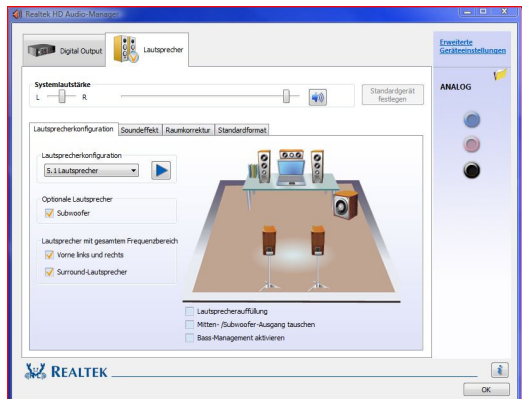 Realtek HD Audio-Manager
Digital Output
Lautsprecher
Erweiterte
Geräteeinstellungen
Systemlautstärke
L
R
Standardgerät
festlegen
ANALOG
Lautsprecherkonfiguration
Soundeffekt
Raumkorrektur
Standardformat
Lautsprecherkonfiguration
5.1 Lautsprecher
Optionale Lautsprecher
Subwoofer
Lautsprecher mit gesamtem Frequenzbereich
Vorne links und rechts
Surround-Lautsprecher
Lautsprecherauffüllung
Mitten- /Subwoofer-Ausgang tauschen
Bass-Management aktivieren
REALTEK
OK